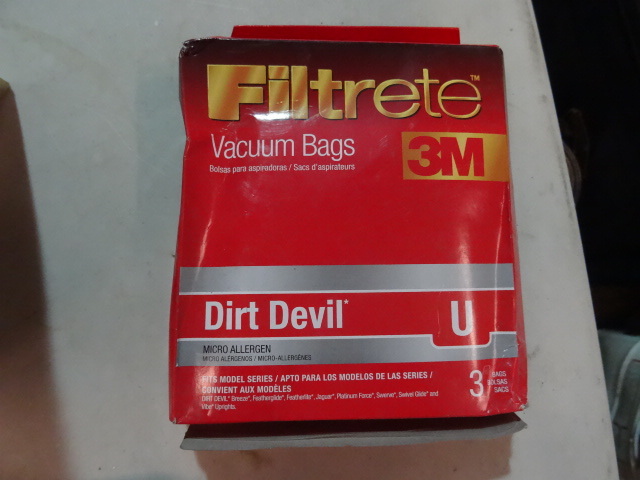 Filtrete™
Vacuum Bags
Bolsas para aspiradoras / Sacs d'aspirateurs
3M
Dirt Devil*
U
MICRO ALLERGEN
MICRO ALÉRGENOS / MICRO-ALLERGÈNES
FITS MODEL SERIES / APTO PARA LOS MODELOS DE LAS SERIES /
CONVIENT AUX MODÈLES
DIRT DEVIL* Breeze*, Featherglide*, Featherlite*, Jaguar*, Platinum Force*, Swerve*, Swivel Glide* and
Vibe* Uprights.
3 BAGS
BOLSAS
SACS